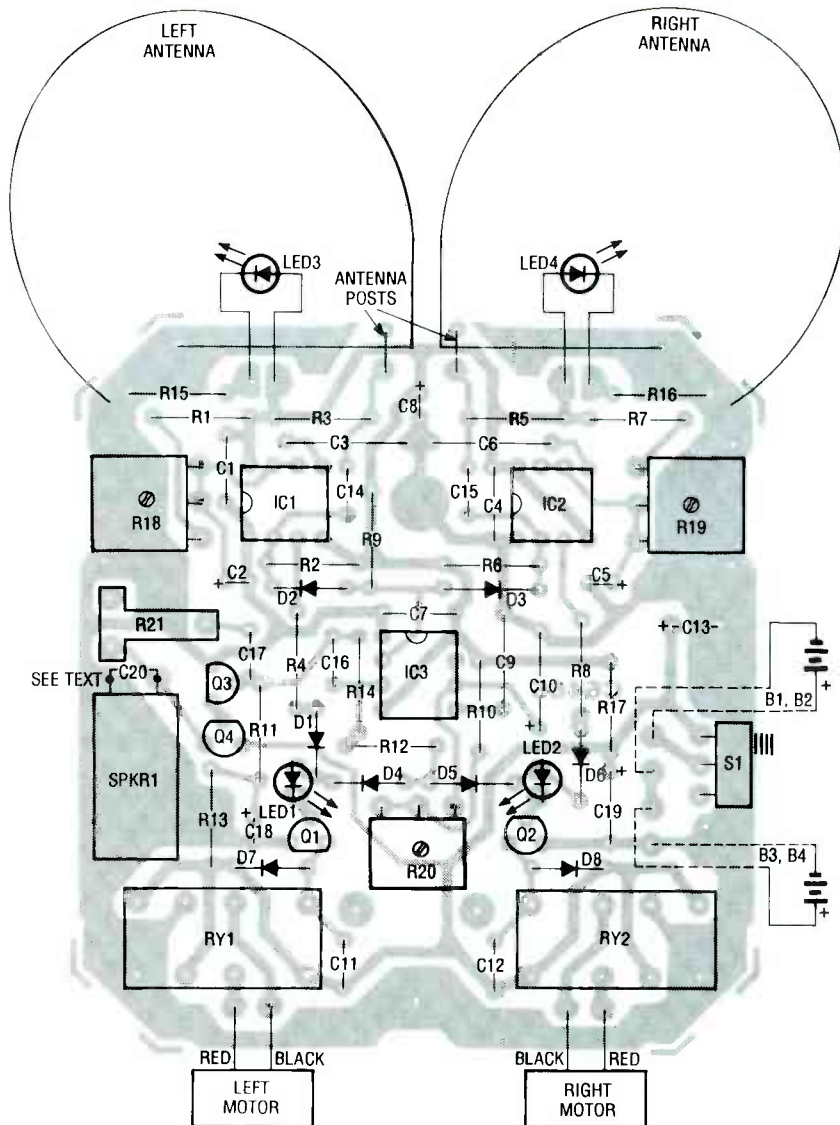 LEFT
ANTENNA
RIGHT
ANTENNA
LED3
LED4
ANTENNA
POSTS
R15
R16
R1
R3
C8
+
R5
R7
C3
C6
C1
C14
C15
C4
R18
IC1
IC2
R19
R9
R2
R6
+ C2
C5 +
D2
D3
C7
R21
+ C13 -
C17
R4
C16
IC3
C9
R8
SEE TEXT
C20
Q3
R14
C10
R17
B1, B2
+
R11
R10
+
Q4
D1
R12
LED2
S1
SPKR1
D4
D5
D6
+
LED1
R13
+
C18
Q1
Q2
C19
D7
R20
D8
B3, B4
+
RY1
RY2
C11
C12
RED
BLACK
BLACK
RED
LEFT
MOTOR
RIGHT
MOTOR